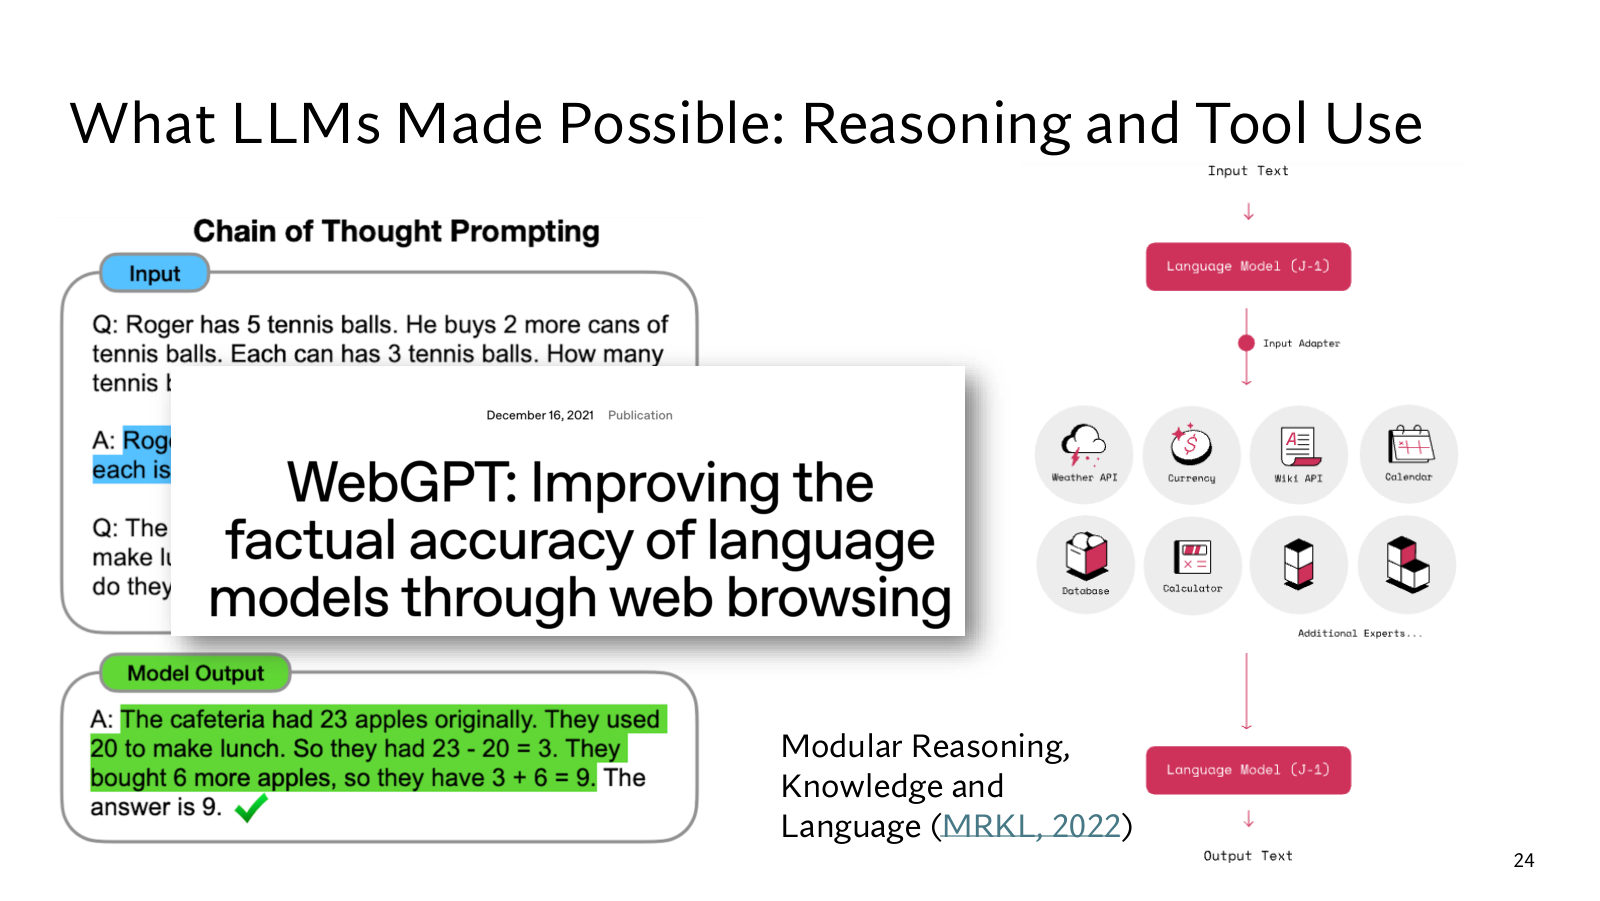 What LLMs Made Possible: Reasoning and Tool Use
Chain of Thought Prompting
Input
Q: Roger has 5 tennis balls. He buys 2 more cans of
tennis balls. Each can has 3 tennis balls. How many
tennis
A: Roge
each is
Q: The
make lu
do they
December 16, 2021 Publication
WebGPT: Improving the
factual accuracy of language
models through web browsing
Model Output
A: The cafeteria had 23 apples originally. They used
20 to make lunch. So they had 23 - 20 = 3. They
bought 6 more apples, so they have 3 + 6 = 9. The
answer is 9.
Modular Reasoning,
Knowledge and
Language (MRKL, 2022)
Input Text
Language Model (J-1)
Input Adapter
Weather API
Currency
Wiki API
Calendar
Database
Calculator
Additional Experts...
Language Model (J-1)
Output Text
24